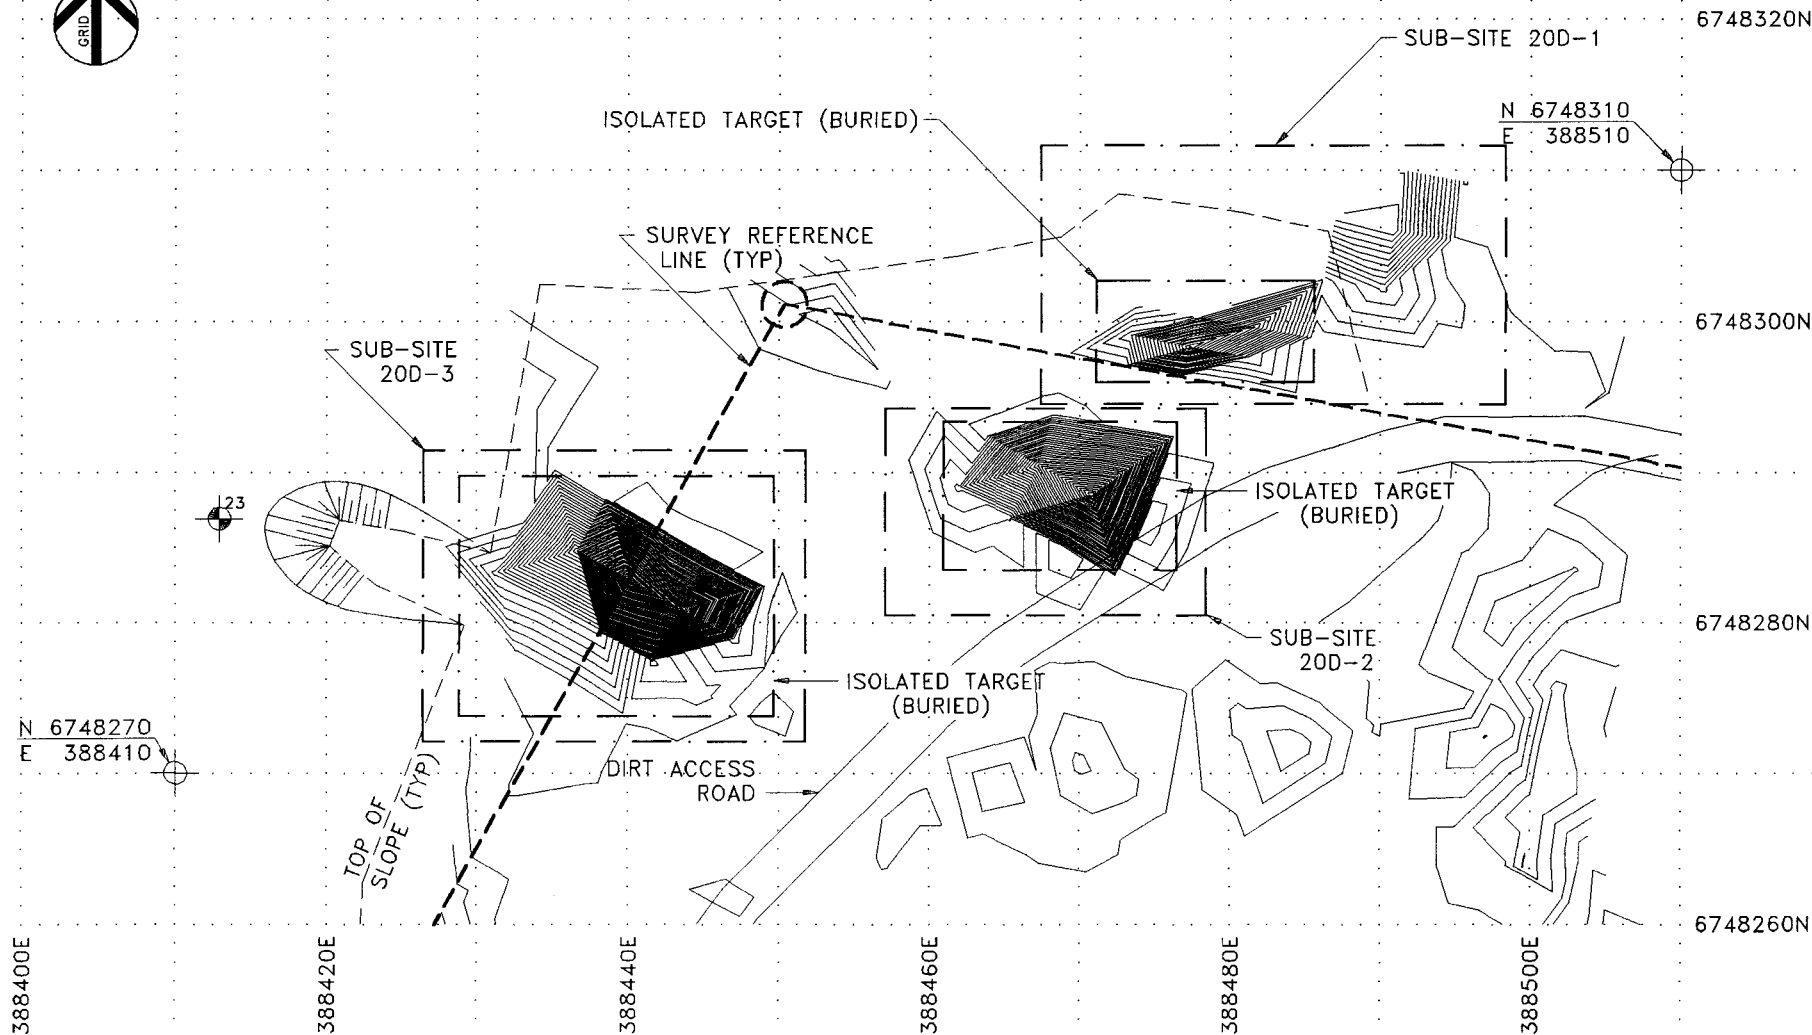 GRID
6748320N
SUB-SITE 20D-1
ISOLATED TARGET (BURIED)
N 6748310
E 388510
SURVEY REFERENCE
LINE (TYP)
6748300N
SUB-SITE
20D-3
23
ISOLATED TARGET
(BURIED)
6748280N
SUB-SITE
20D-2
ISOLATED TARGET
(BURIED)
N 6748270
E 388410
DIRT ACCESS
ROAD
TOP OF
SLOPE (TYP)
6748260N
388400E
388420E
388440E
388460E
388480E
388500E